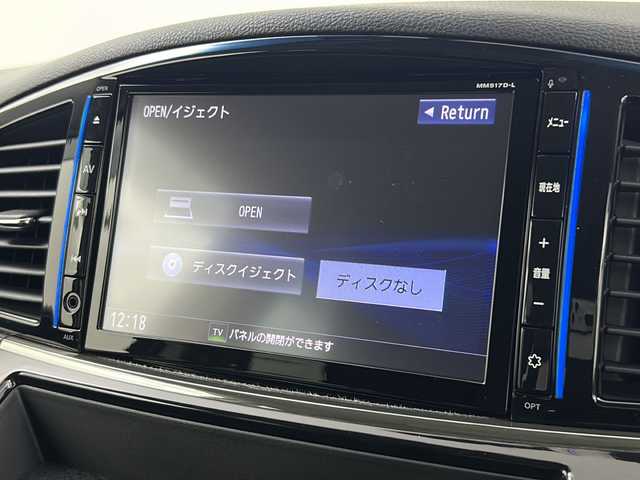 OPEN
MM517D-L
OPEN/イジェクト
Return
メニュー
AV
現在地
OPEN
ディスクイジェクト
ディスクなし
音量
12:18
TV
パネルの開閉ができます
AUX
OPT